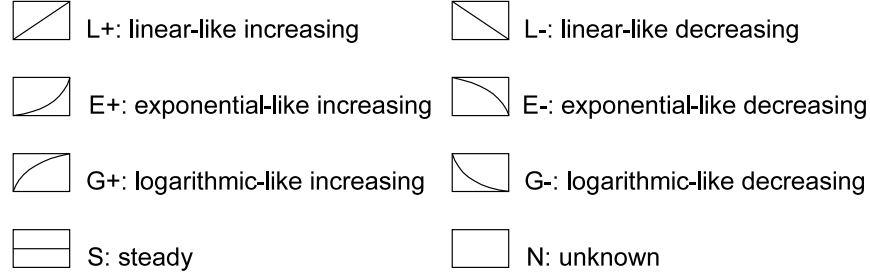 L+: linear-like increasing
L-: linear-like decreasing
E+: exponential-like increasing
E-: exponential-like decreasing
G+: logarithmic-like increasing
G-: logarithmic-like decreasing
S: steady
N: unknown